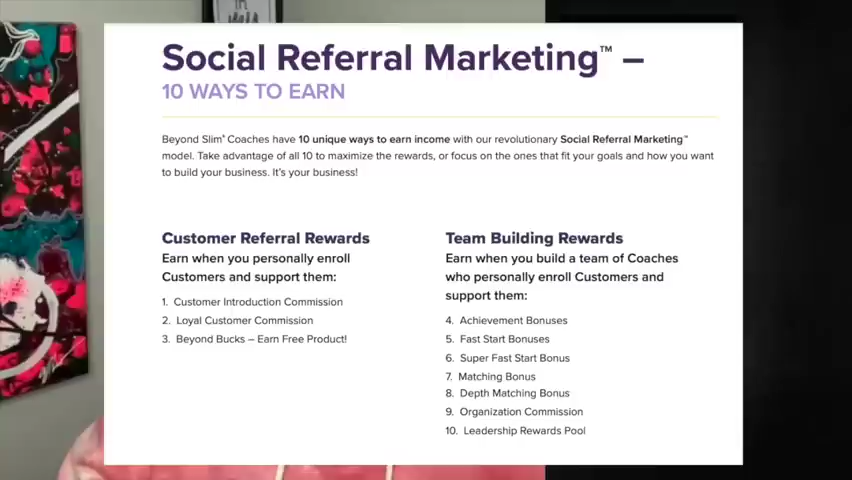 Social Referral Marketing™ –
10 WAYS TO EARN
Beyond Slim® Coaches have 10 unique ways to earn income with our revolutionary Social Referral Marketing™
model. Take advantage of all 10 to maximize the rewards, or focus on the ones that fit your goals and how you want
to build your business. It's your business!
Customer Referral Rewards
Earn when you personally enroll
Customers and support them:
1. Customer Introduction Commission
2. Loyal Customer Commission
3. Beyond Bucks – Earn Free Product!
Team Building Rewards
Earn when you build a team of Coaches
who personally enroll Customers and
support them:
4. Achievement Bonuses
5. Fast Start Bonuses
6. Super Fast Start Bonus
7. Matching Bonus
8. Depth Matching Bonus
9. Organization Commission
10. Leadership Rewards Pool